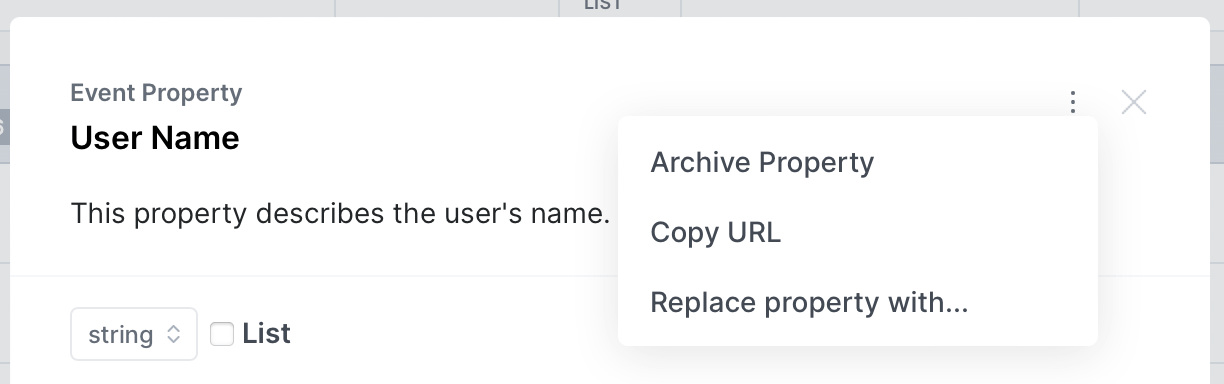 LIST
Event Property
User Name
Archive Property
This property describes the user's name.
Copy URL
Replace property with...
string
List